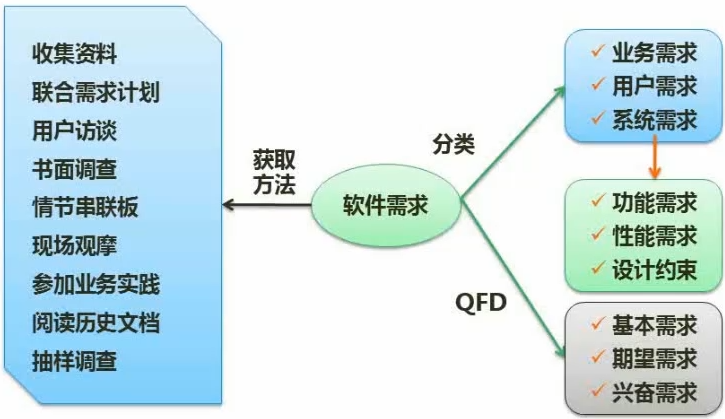 收集资料
联合需求计划
用户访谈
书面调查
情节串联板
现场观摩
参加业务实践
阅读历史文档
抽样调查
获取
方法
软件需求
分类
QFD
业务需求
用户需求
系统需求
功能需求
性能需求
设计约束
基本需求
期望需求
兴奋需求